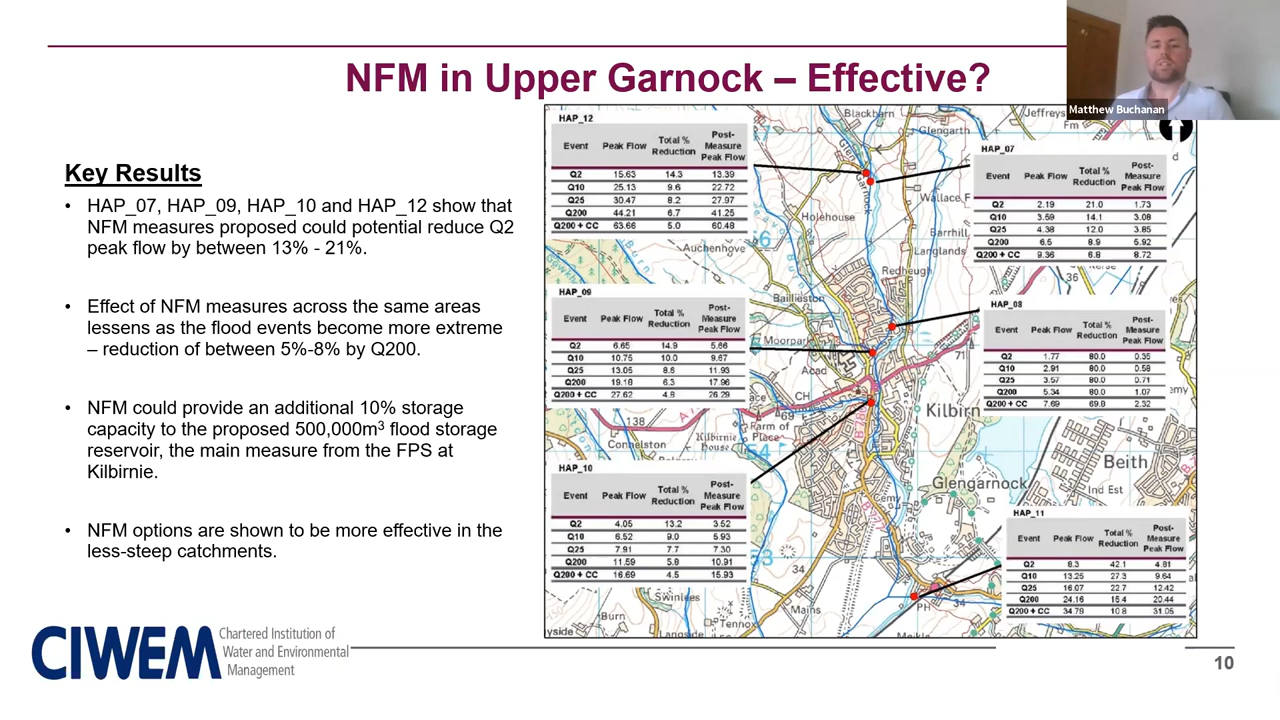 NFM in Upper Garnock – Effective?
Matthew Buchanan
Key Results
• HAP_07, HAP_09, HAP_10 and HAP_12 show that
NFM measures proposed could potential reduce Q2
peak flow by between 13% - 21%.
• Effect of NFM measures across the same areas
lessens as the flood events become more extreme
– reduction of between 5%-8% by Q200.
• NFM could provide an additional 10% storage
capacity to the proposed 500,000m³ flood storage
reservoir, the main measure from the FPS at
Kilbirnie.
• NFM options are shown to be more effective in the
less-steep catchments.
HAP_12
Event Peak Flow Total % Reduction Post-Measure Peak Flow
Q2 15.63 14.3 13.39
Q10 25.13 9.6 22.72
Q25 30.47 8.2 27.97
Q200 44.21 6.7 41.25
Q200 + CC 63.66 5.0 60.48
HAP_07
Event Peak Flow Total % Reduction Post-Measure Peak Flow
Q2 2.19 21.0 1.73
Q10 3.59 14.1 3.08
Q25 4.38 12.0 3.85
Q200 6.5 8.9 5.92
Q200 + CC 9.36 6.8 8.72
HAP_09
Event Peak Flow Total % Reduction Post-Measure Peak Flow
Q2 6.65 14.9 5.66
Q10 10.75 10.0 9.67
Q25 13.05 8.6 11.93
Q200 19.18 6.3 17.96
Q200 + CC 27.62 4.8 26.29
HAP_08
Event Peak Flow Total % Reduction Post-Measure Peak Flow
Q2 1.77 80.0 0.35
Q10 2.91 80.0 0.58
Q25 3.57 80.0 0.71
Q200 5.34 80.0 1.07
Q200 + CC 7.69 69.8 2.32
HAP_10
Event Peak Flow Total % Reduction Post-Measure Peak Flow
Q2 4.05 13.2 3.52
Q10 6.52 9.0 5.93
Q25 7.91 7.7 7.30
Q200 11.59 5.8 10.91
Q200 + CC 16.69 4.5 15.93
HAP_11
Event Peak Flow Total % Reduction Post-Measure Peak Flow
Q2 8.3 42.1 4.81
Q10 13.25 27.3 9.64
Q25 16.07 22.7 12.42
Q200 24.16 15.4 20.44
Q200 + CC 34.79 10.8 31.05
Blackbarn
Glengarth
Jeffreys
Fm
Garnock
Wallace F
Holehouse
Barrhill
Langlands
Auchenhove
Redheugh
36
Baillieston
Moorpark
71
Acad
CH
69
138
Kilbirn
Farm of
Place
Kilbirnie
House
Connelston
54
Beith
Ind Est
Glengarnock
Cemy
34
PH
34
Mains
Swinlees
Burn
yside
CIWEM
Chartered Institution of
Water and Environmental
Management
10